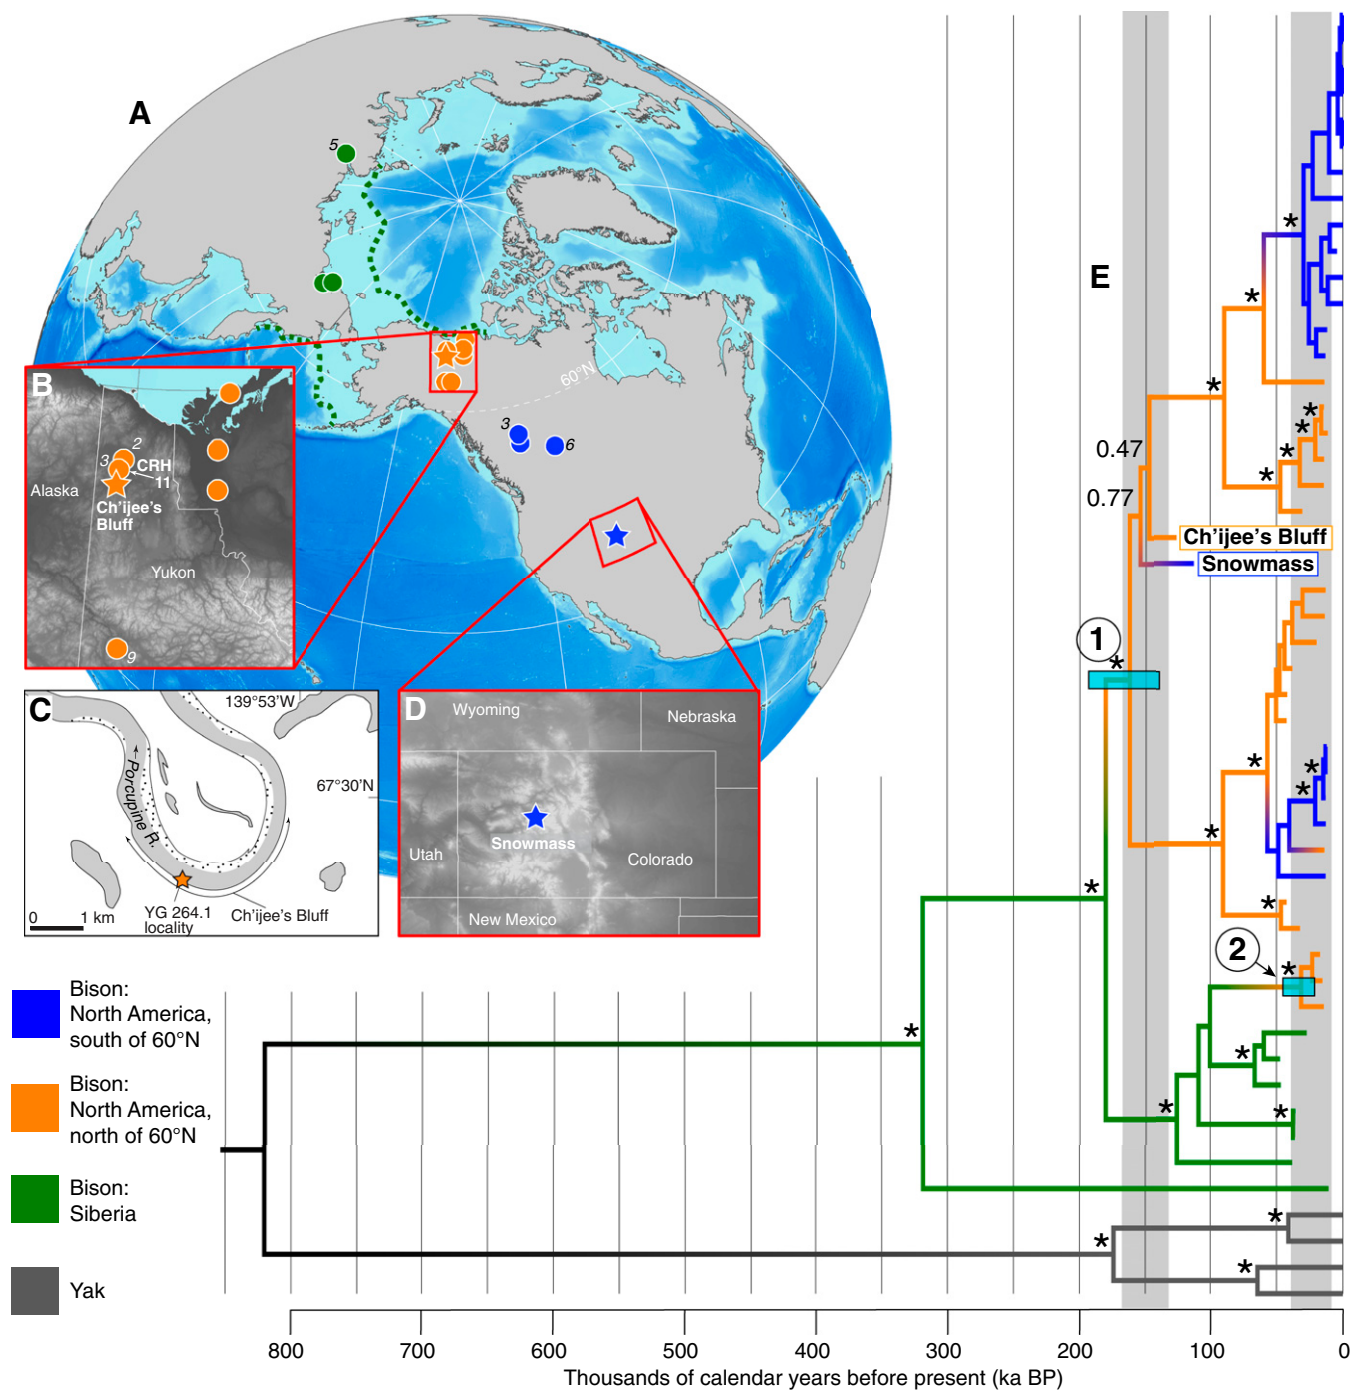 A
5
60°N
3
6
B
2
3
CRH
11
Alaska
Ch'ijee's
Bluff
Yukon
9
C
139°53'W
67°30'N
Porcupine R.
0
1 km
YG 264.1
locality
Ch'ijee's Bluff
D
Wyoming
Nebraska
Snowmass
Utah
Colorado
New Mexico
E
*
*
*
*
*
*
*
0.47
0.77
Ch'ijee's Bluff
Snowmass
1
*
*
*
*
*
*
*
2
*
*
*
*
*
*
*
*
Bison:
North America,
south of 60°N
Bison:
North America,
north of 60°N
Bison:
Siberia
Yak
800
700
600
500
400
300
200
100
0
Thousands of calendar years before present (ka BP)